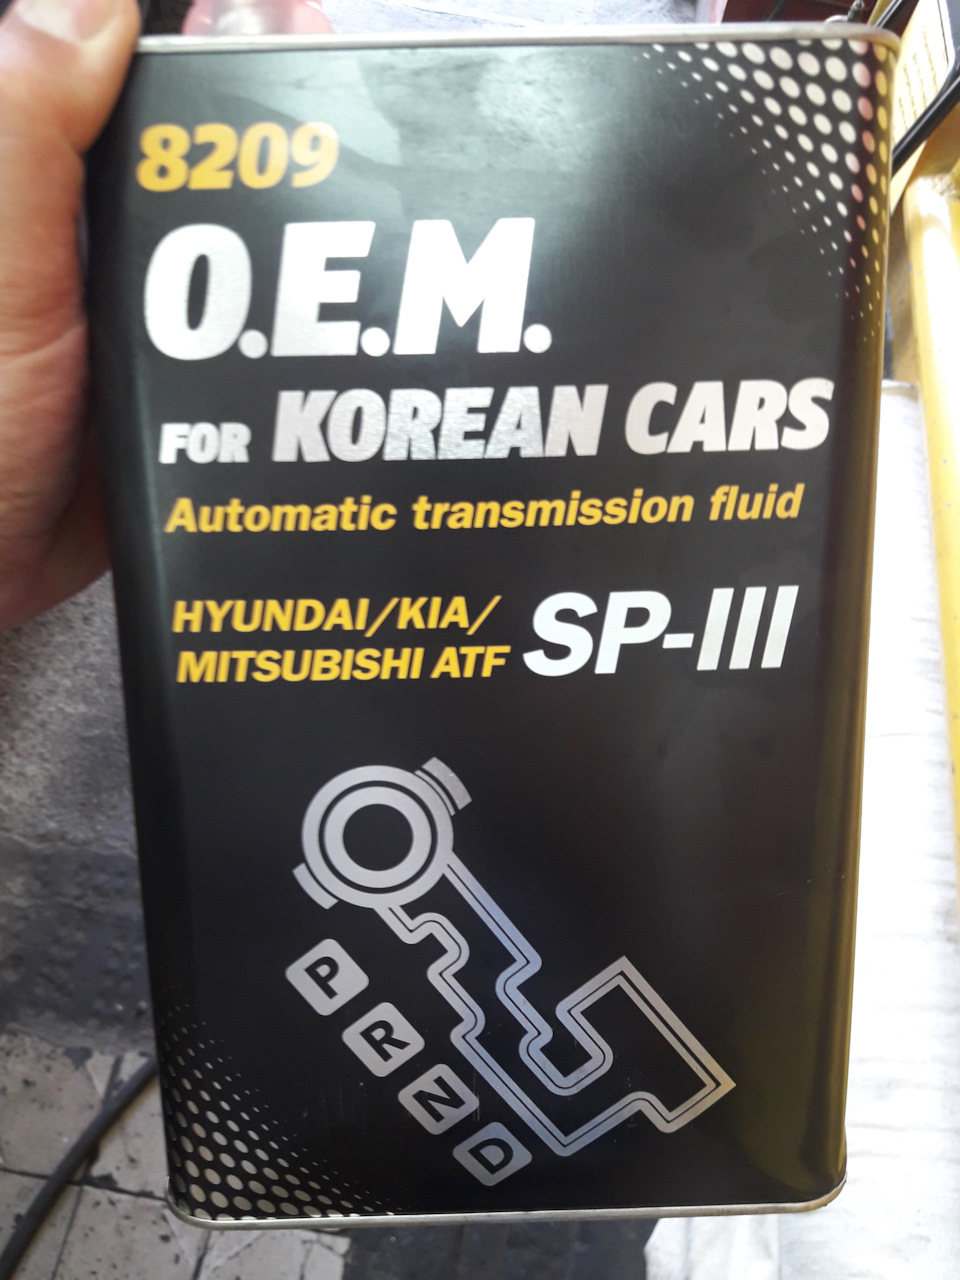 8209
O.E.M.
FOR KOREAN CARS
Automatic transmission fluid
HYUNDAI/KIA/
MITSUBISHI ATF SP-III
P
R
N
D